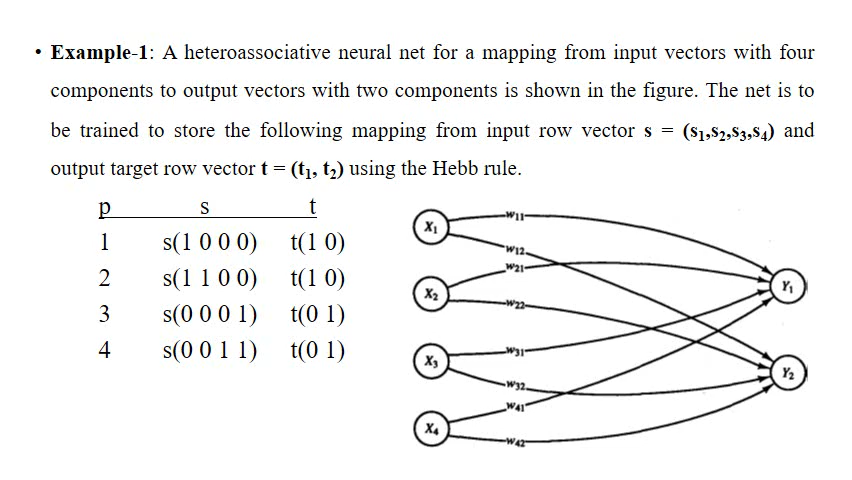 • Example-1: A heteroassociative neural net for a mapping from input vectors with four
components to output vectors with two components is shown in the figure. The net is to
be trained to store the following mapping from input row vector s = (s₁,s₂,s₃,s₄) and
output target row vector t = (t₁, t₂) using the Hebb rule.
p s t
1 s(1 0 0 0) t(1 0)
2 s(1 1 0 0) t(1 0)
3 s(0 0 0 1) t(0 1)
4 s(0 0 1 1) t(0 1)
X₁
w₁₁
w₁₂
w₂₁
X₂
w₂₂
Y₁
w₃₁
X₃
Y₂
w₃₂
w₄₁
X₄
w₄₂